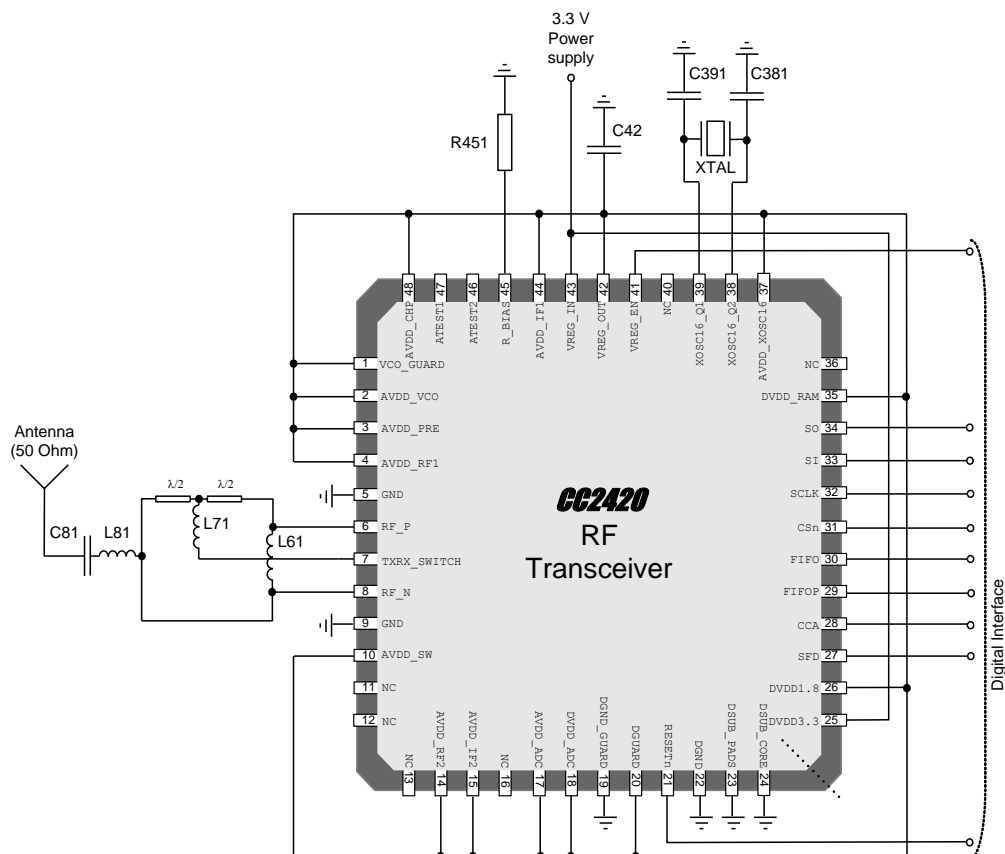 3.3 V
Power
supply
C391
C381
R451
C42
XTAL
48
47
46
45
44
43
42
41
40
39
38
37
AVDD_CHP
ATEST1
ATEST2
R_BIAS
AVDD_IF1
VREG_IN
VREG_OUT
VREG_EN
NC
XOSC16_Q1
XOSC16_Q2
AVDD_XOSC16
1 VCO_GUARD
2 AVDD_VCO
3 AVDD_PRE
4 AVDD_RF1
5 GND
6 RF_P
7 TXRX_SWITCH
8 RF_N
9 GND
10 AVDD_SW
11 NC
12 NC
Antenna
(50 Ohm)
λ/2
λ/2
C81
L81
L71
L61
CC2420
RF
Transceiver
NC 36
DVDD_RAM 35
SO 34
SI 33
SCLK 32
CSn 31
FIFO 30
FIFOP 29
CCA 28
SFD 27
DVDD1.8 26
DVDD3.3 25
Digital Interface
NC
AVDD_RF2
AVDD_IF2
NC
AVDD_ADC
DVDD_ADC
DGND_GUARD
DGUARD
RESETn
DGND
DSUB_PADS
DSUB_CORE
13
14
15
16
17
18
19
20
21
22
23
24